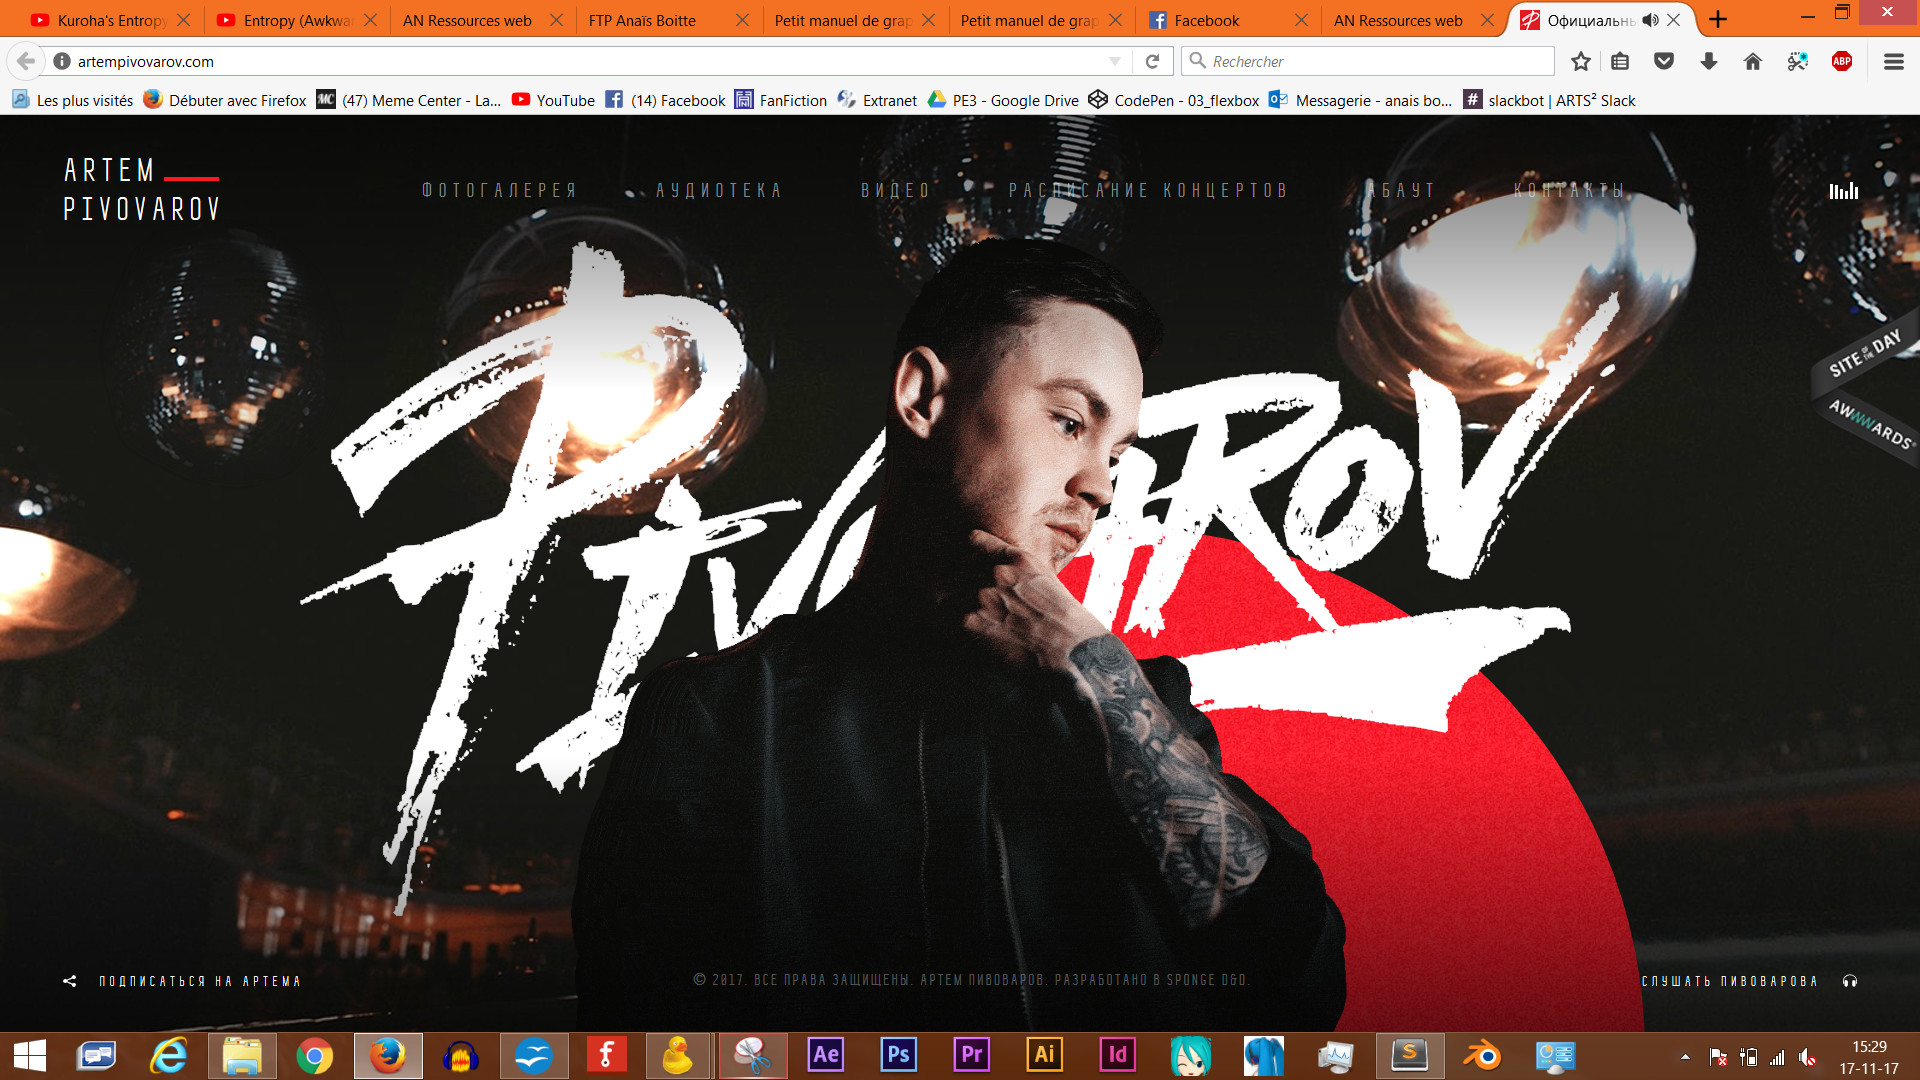 Kuroha's Entropy
Entropy (Awkwar
AN Ressources web
FTP Anaïs Boitte
Petit manuel de grap
Petit manuel de grap
Facebook
AN Ressources web
Официальнь
artempivovarov.com
Rechercher
ABP
Les plus visités
Débuter avec Firefox
MC
(47) Meme Center - La...
YouTube
(14) Facebook
FanFiction
Extranet
PE3 - Google Drive
CodePen - 03_flexbox
Messagerie - anais bo...
slackbot | ARTS² Slack
ARTEM
PIVOVAROV
ФОТОГАЛЕРЕЯ
АУДИОТЕКА
ВИДЕО
РАСПИСАНИЕ КОНЦЕРТОВ
АБАУТ
КОНТАКТЫ
SITE OF THE DAY
AWWWARDS
PIVOVAROV
ПОДПИСАТЬСЯ НА АРТЕМА
© 2017. ВСЕ ПРАВА ЗАЩИЩЕНЫ. АРТЕМ ПИВОВАРОВ. РАЗРАБОТАНО В SPONGE D&D.
СЛУШАТЬ ПИВОВАРОВА
Ae
Ps
Pr
Ai
Id
S
15:29
17-11-17